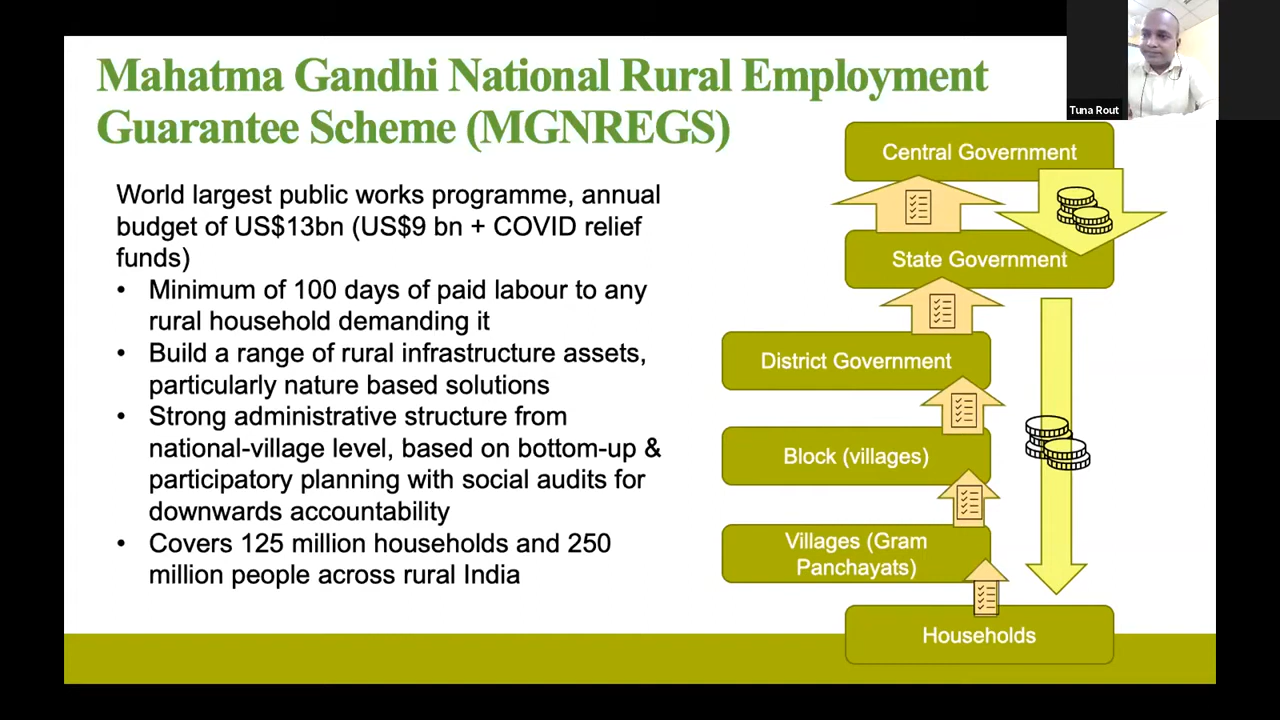 Mahatma Gandhi National Rural Employment
Guarantee Scheme (MGNREGS)
World largest public works programme, annual
budget of US$13bn (US$9 bn + COVID relief
funds)
• Minimum of 100 days of paid labour to any
rural household demanding it
• Build a range of rural infrastructure assets,
particularly nature based solutions
• Strong administrative structure from
national-village level, based on bottom-up &
participatory planning with social audits for
downwards accountability
• Covers 125 million households and 250
million people across rural India
Tuna Rout
Central Government
State Government
District Government
Block (villages)
Villages (Gram
Panchayats)
Households